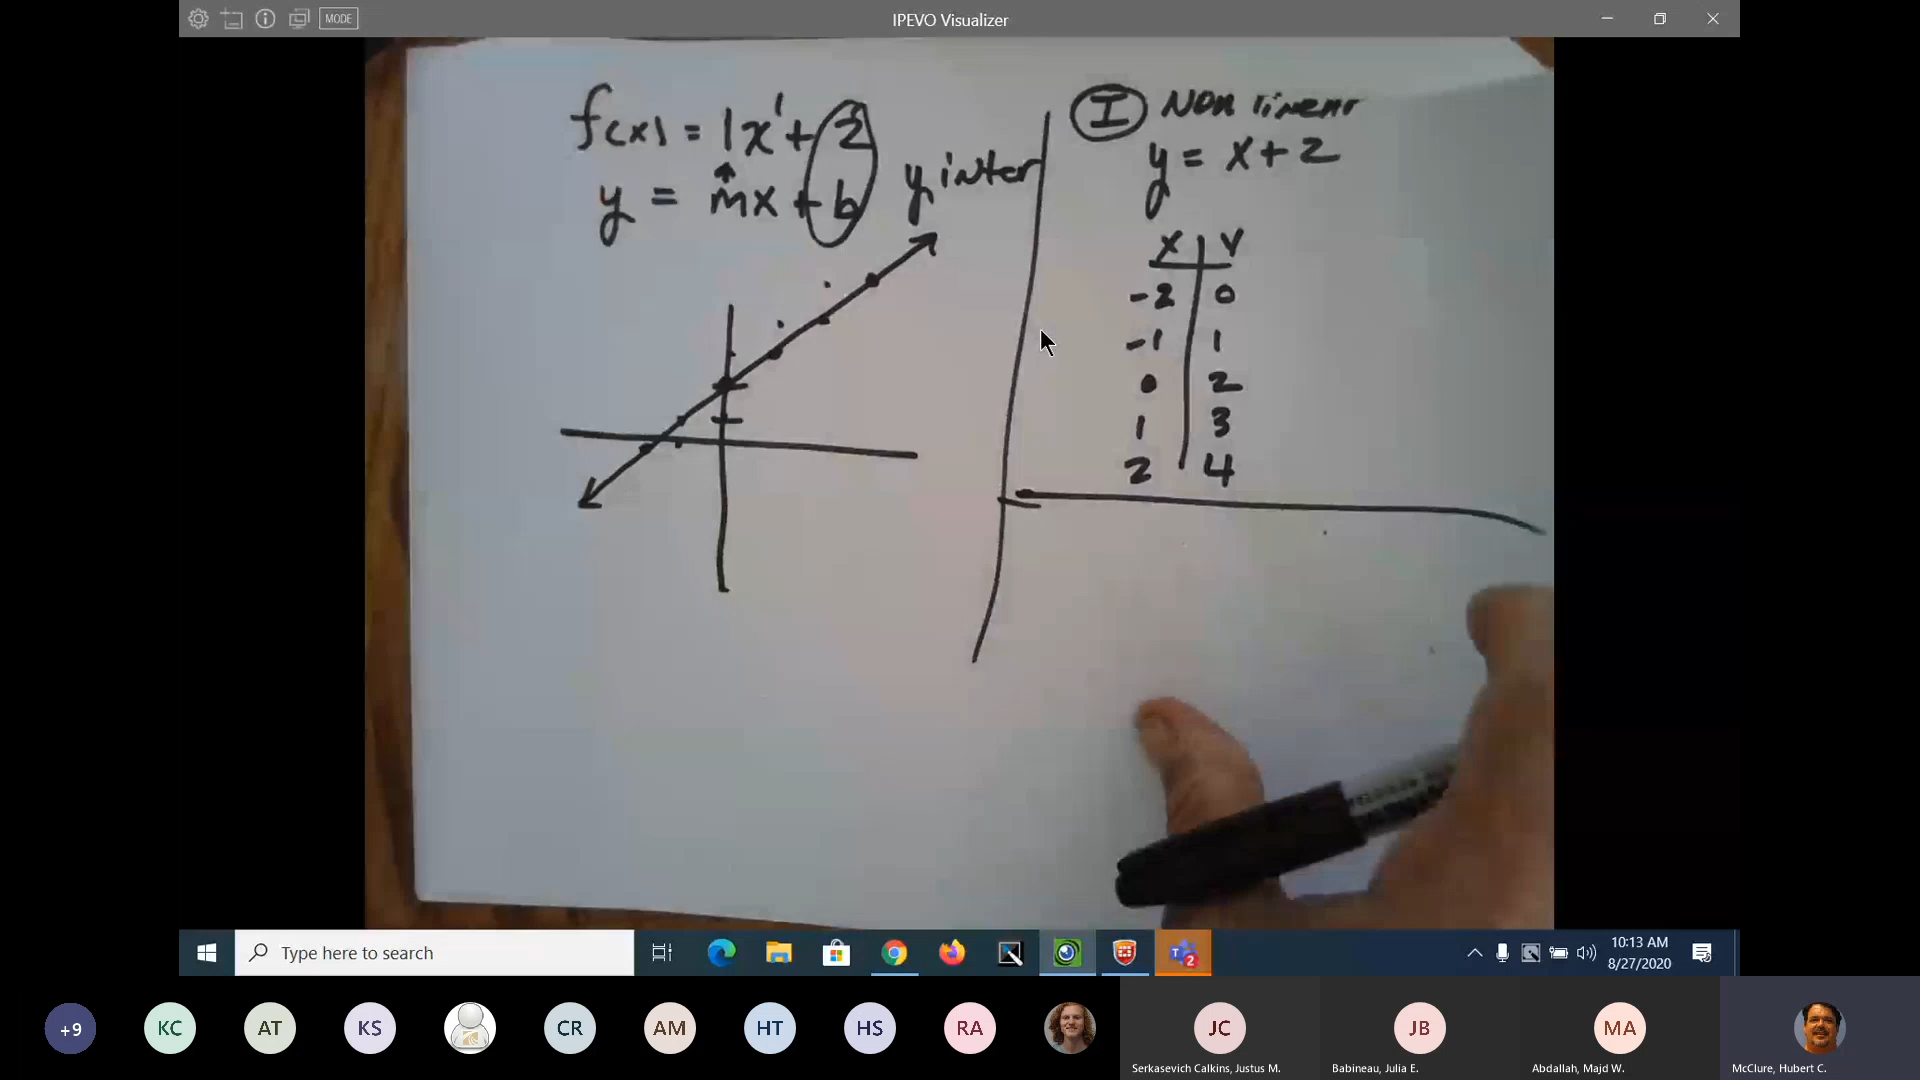 MODE
IPEVO Visualizer
f(x) = 1x¹ + 2
y = mx + b
y inter
I Non linear
y = x + 2
x y
-2 0
-1 1
0 2
1 3
2 4
Type here to search
2
10:13 AM
8/27/2020
+9
KC
AT
KS
CR
AM
HT
HS
RA
JC
JB
MA
Serkasevich Calkins, Justus M.
Babineau, Julia E.
Abdallah, Majd W.
McClure, Hubert C.